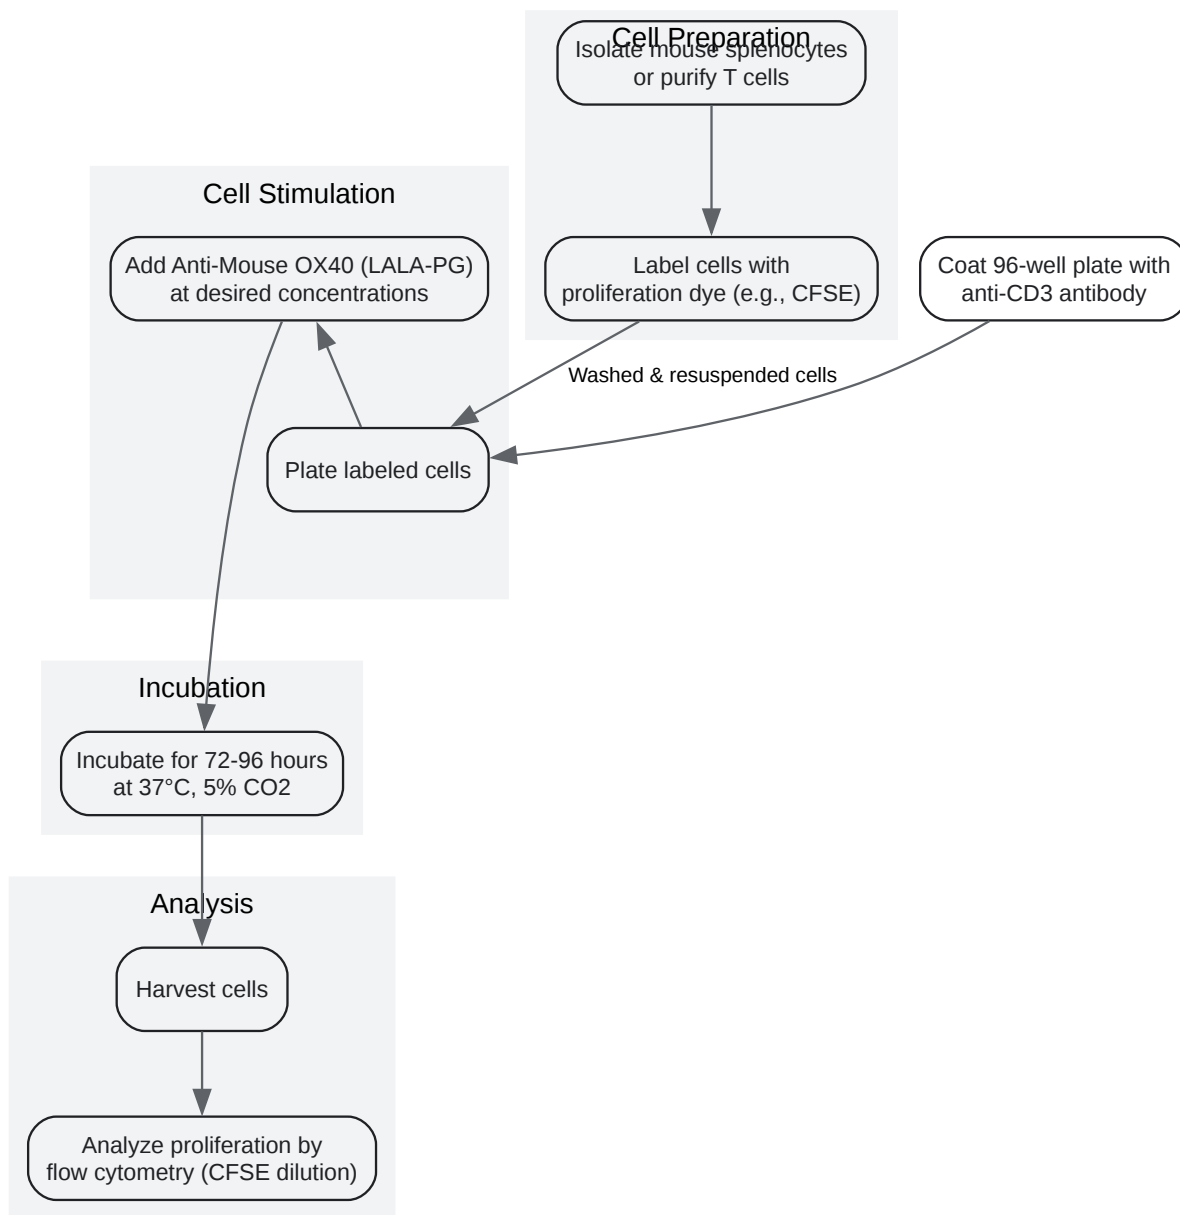 Cell Preparation
Isolate mouse splenocytes
or purify T cells
Cell Stimulation
Add Anti-Mouse OX40 (LALA-PG)
at desired concentrations
Label cells with
proliferation dye (e.g., CFSE)
Coat 96-well plate with
anti-CD3 antibody
Washed & resuspended cells
Plate labeled cells
Incubation
Incubate for 72-96 hours
at 37°C, 5% CO2
Analysis
Harvest cells
Analyze proliferation by
flow cytometry (CFSE dilution)